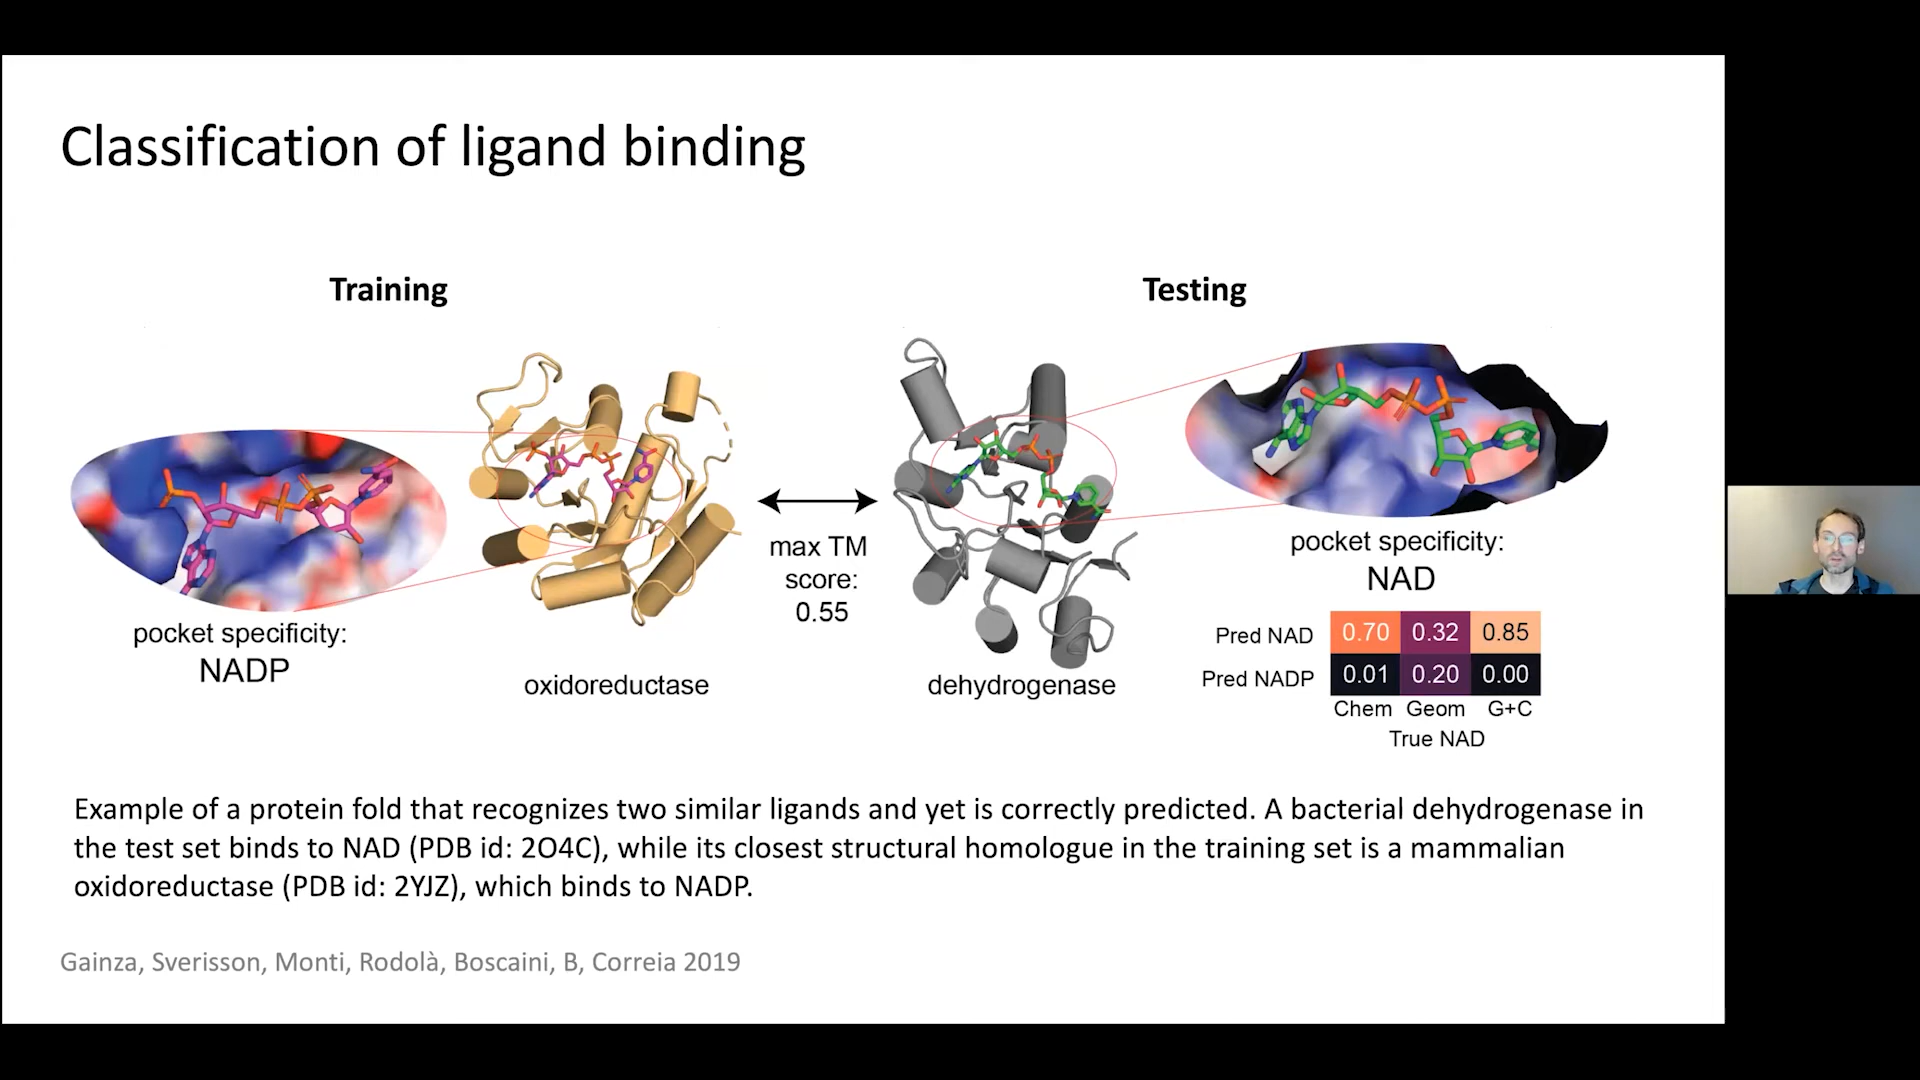 Classification of ligand binding
Training
Testing
pocket specificity:
NADP
oxidoreductase
max TM
score:
0.55
dehydrogenase
pocket specificity:
NAD
Pred NAD 0.70 0.32 0.85
Pred NADP 0.01 0.20 0.00
Chem Geom G+C
True NAD
Example of a protein fold that recognizes two similar ligands and yet is correctly predicted. A bacterial dehydrogenase in
the test set binds to NAD (PDB id: 2O4C), while its closest structural homologue in the training set is a mammalian
oxidoreductase (PDB id: 2YJZ), which binds to NADP.
Gainza, Sverisson, Monti, Rodolà, Boscaini, B, Correia 2019